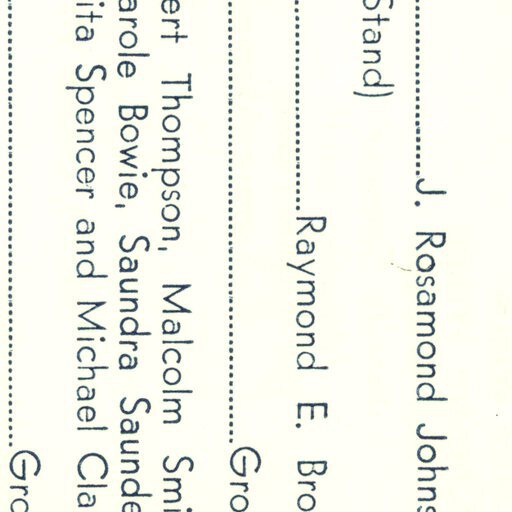 J. Rosamond Johns
Stand)
Raymond E. Bro
Gro
ert Thompson, Malcolm Smi
arole Bowie, Saundra Saunde
ita Spencer and Michael Cla
Gro